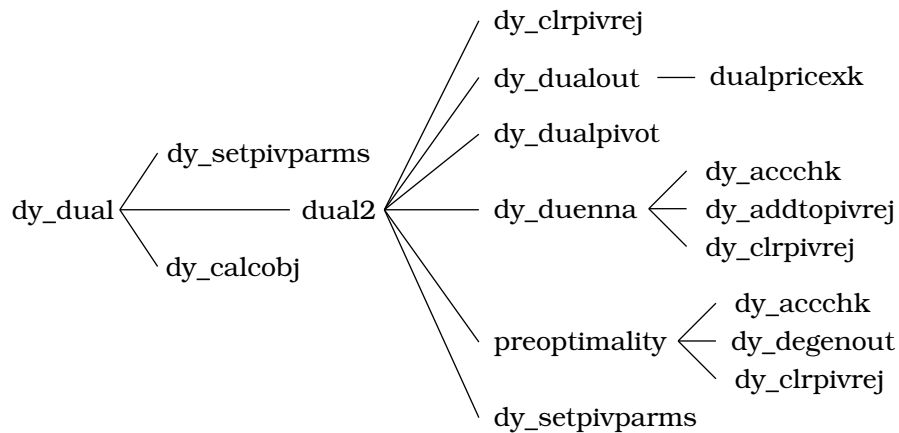 dy_clrpivrej
dy_dualout dualpricexk
dy_dualpivot
dy_setpivparms
dy_accchk
dy_dual dual2 dy_duenna dy_addtopivrej
dy_clrpivrej
dy_calcobj
dy_accchk
preoptimality dy_degenout
dy_clrpivrej
dy_setpivparms